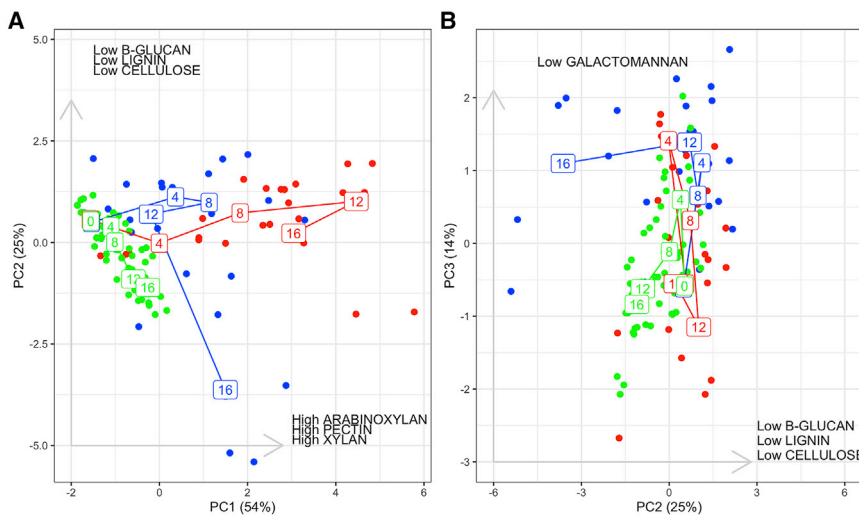 A
Low B-GLUCAN
Low LIGNIN
Low CELLULOSE
5.0
2.5
0.0
-2.5
-5.0
PC2 (25%)
0
4
8
12
16
4
8
12
16
4
8
12
16
High ARABINOXYLAN
High PECTIN
High XYLAN
-2
0
2
4
6
PC1 (54%)
B
Low GALACTOMANNAN
2
1
0
-1
-2
-3
PC3 (14%)
16
12
4
8
4
8
12
4
8
12
16
0
Low B-GLUCAN
Low LIGNIN
Low CELLULOSE
-6
-3
0
3
6
PC2 (25%)